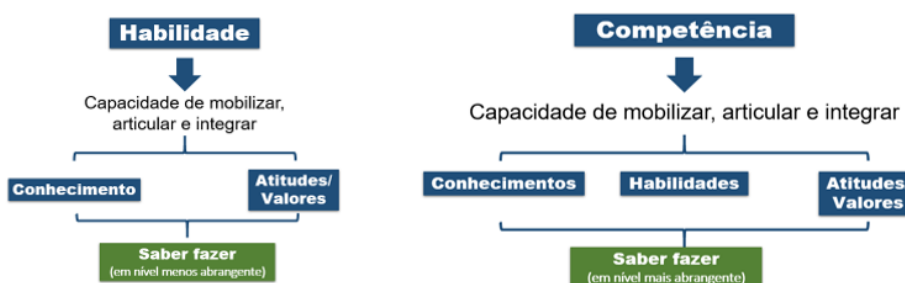 Habilidade
Capacidade de mobilizar,
articular e integrar
Conhecimento
Atitudes/
Valores
Saber fazer
(em nível menos abrangente)
Competência
Capacidade de mobilizar, articular e integrar
Conhecimentos
Habilidades
Atitudes
Valores
Saber fazer
(em nível mais abrangente)